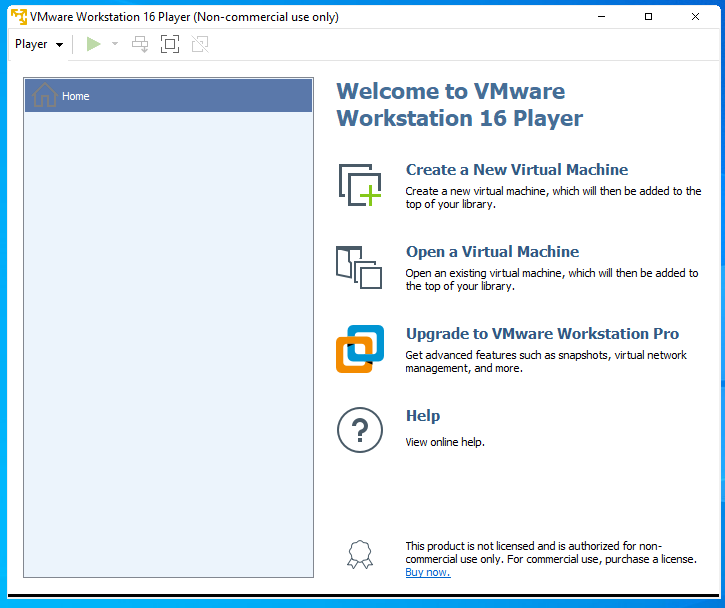 VMware Workstation 16 Player (Non-commercial use only)
Player
Home
Welcome to VMware
Workstation 16 Player
Create a New Virtual Machine
Create a new virtual machine, which will then be added to the
top of your library.
Open a Virtual Machine
Open an existing virtual machine, which will then be added to
the top of your library.
Upgrade to VMware Workstation Pro
Get advanced features such as snapshots, virtual network
management, and more.
?
Help
View online help.
This product is not licensed and is authorized for non-
commercial use only. For commercial use, purchase a license.
Buy now.